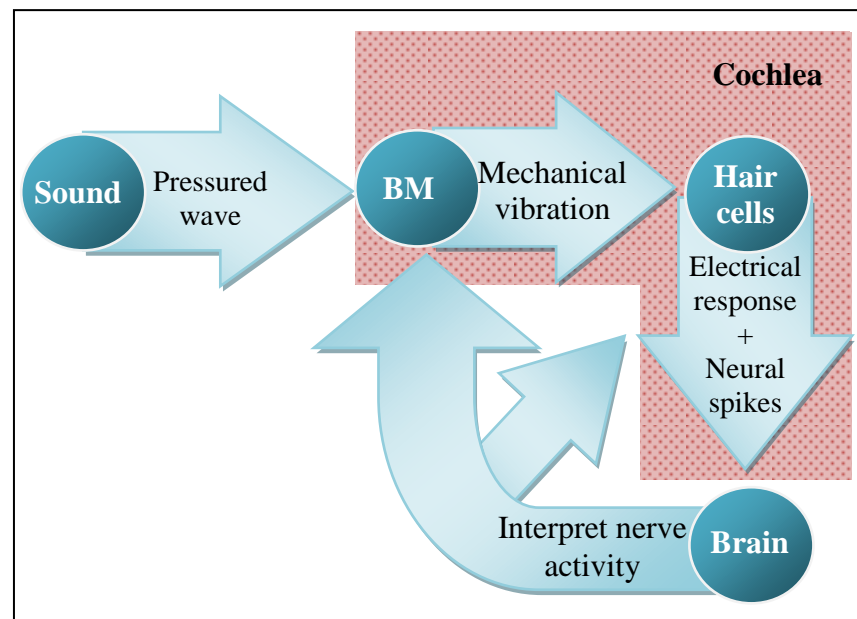 Cochlea
Sound
Pressured
wave
BM
Mechanical
vibration
Hair
cells
Electrical
response
+
Neural
spikes
Interpret nerve
activity
Brain